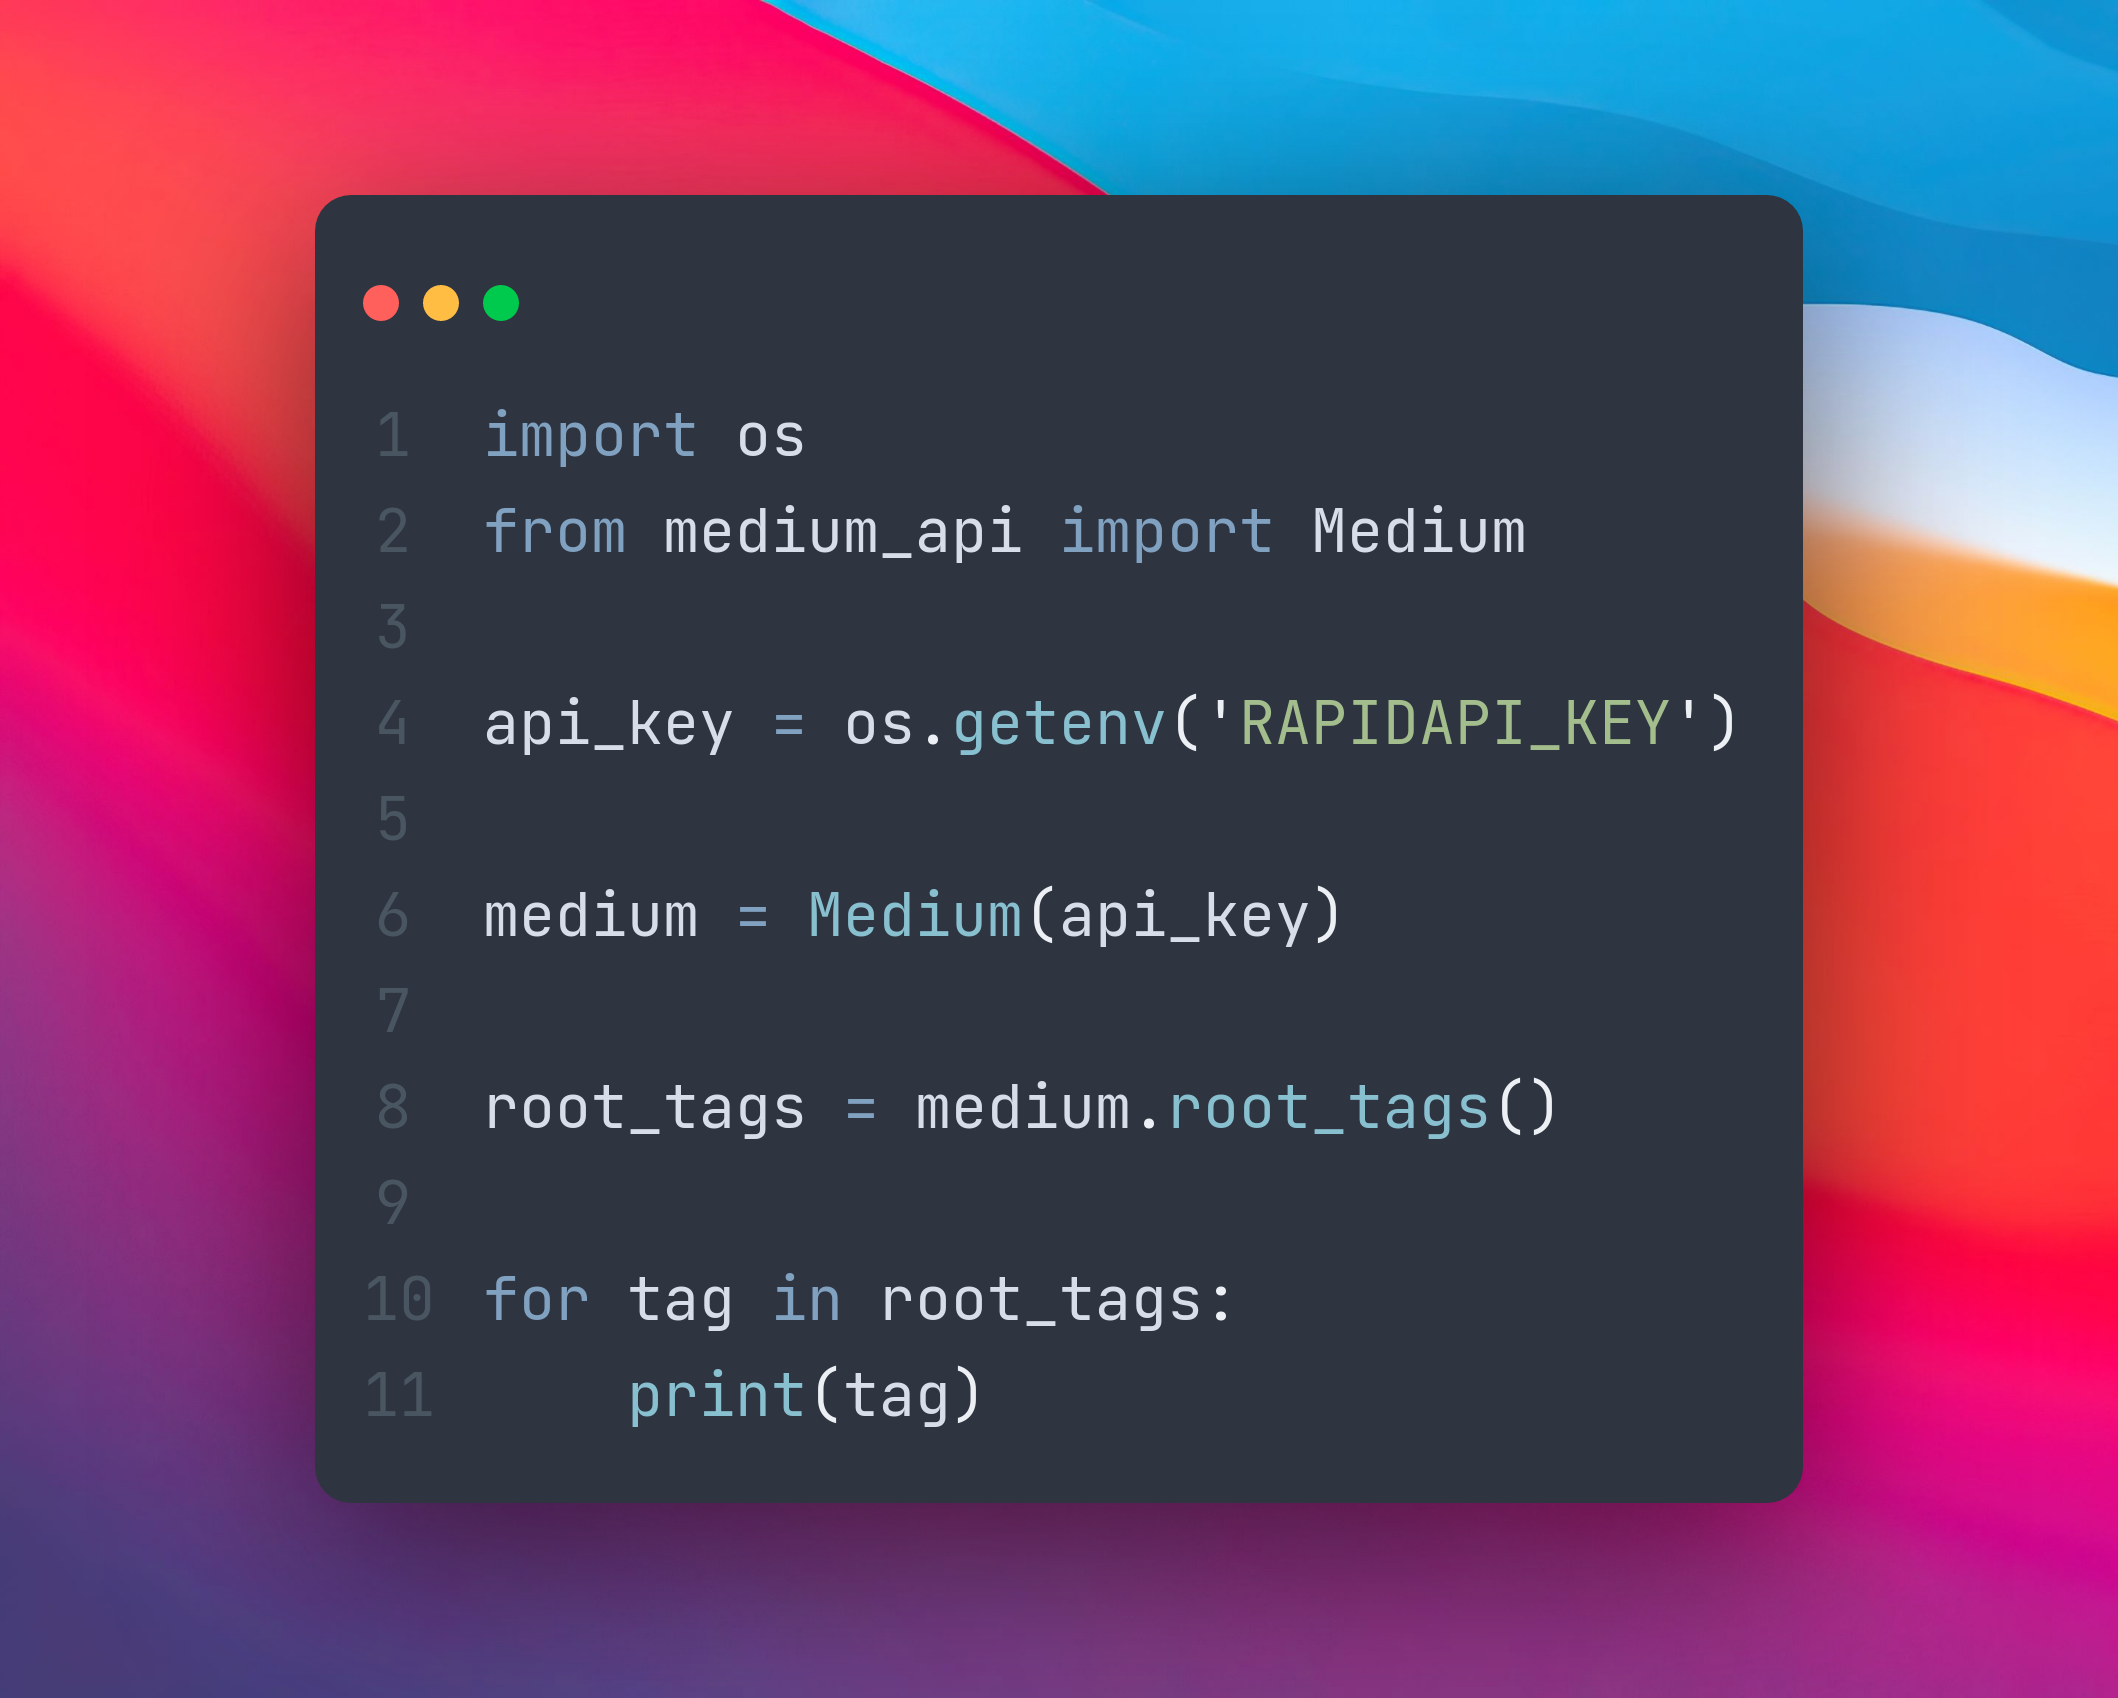 1 import os
2 from medium_api import Medium
3
4 api_key = os.getenv('RAPIDAPI_KEY')
5
6 medium = Medium(api_key)
7
8 root_tags = medium.root_tags()
9
10 for tag in root_tags:
11     print(tag)